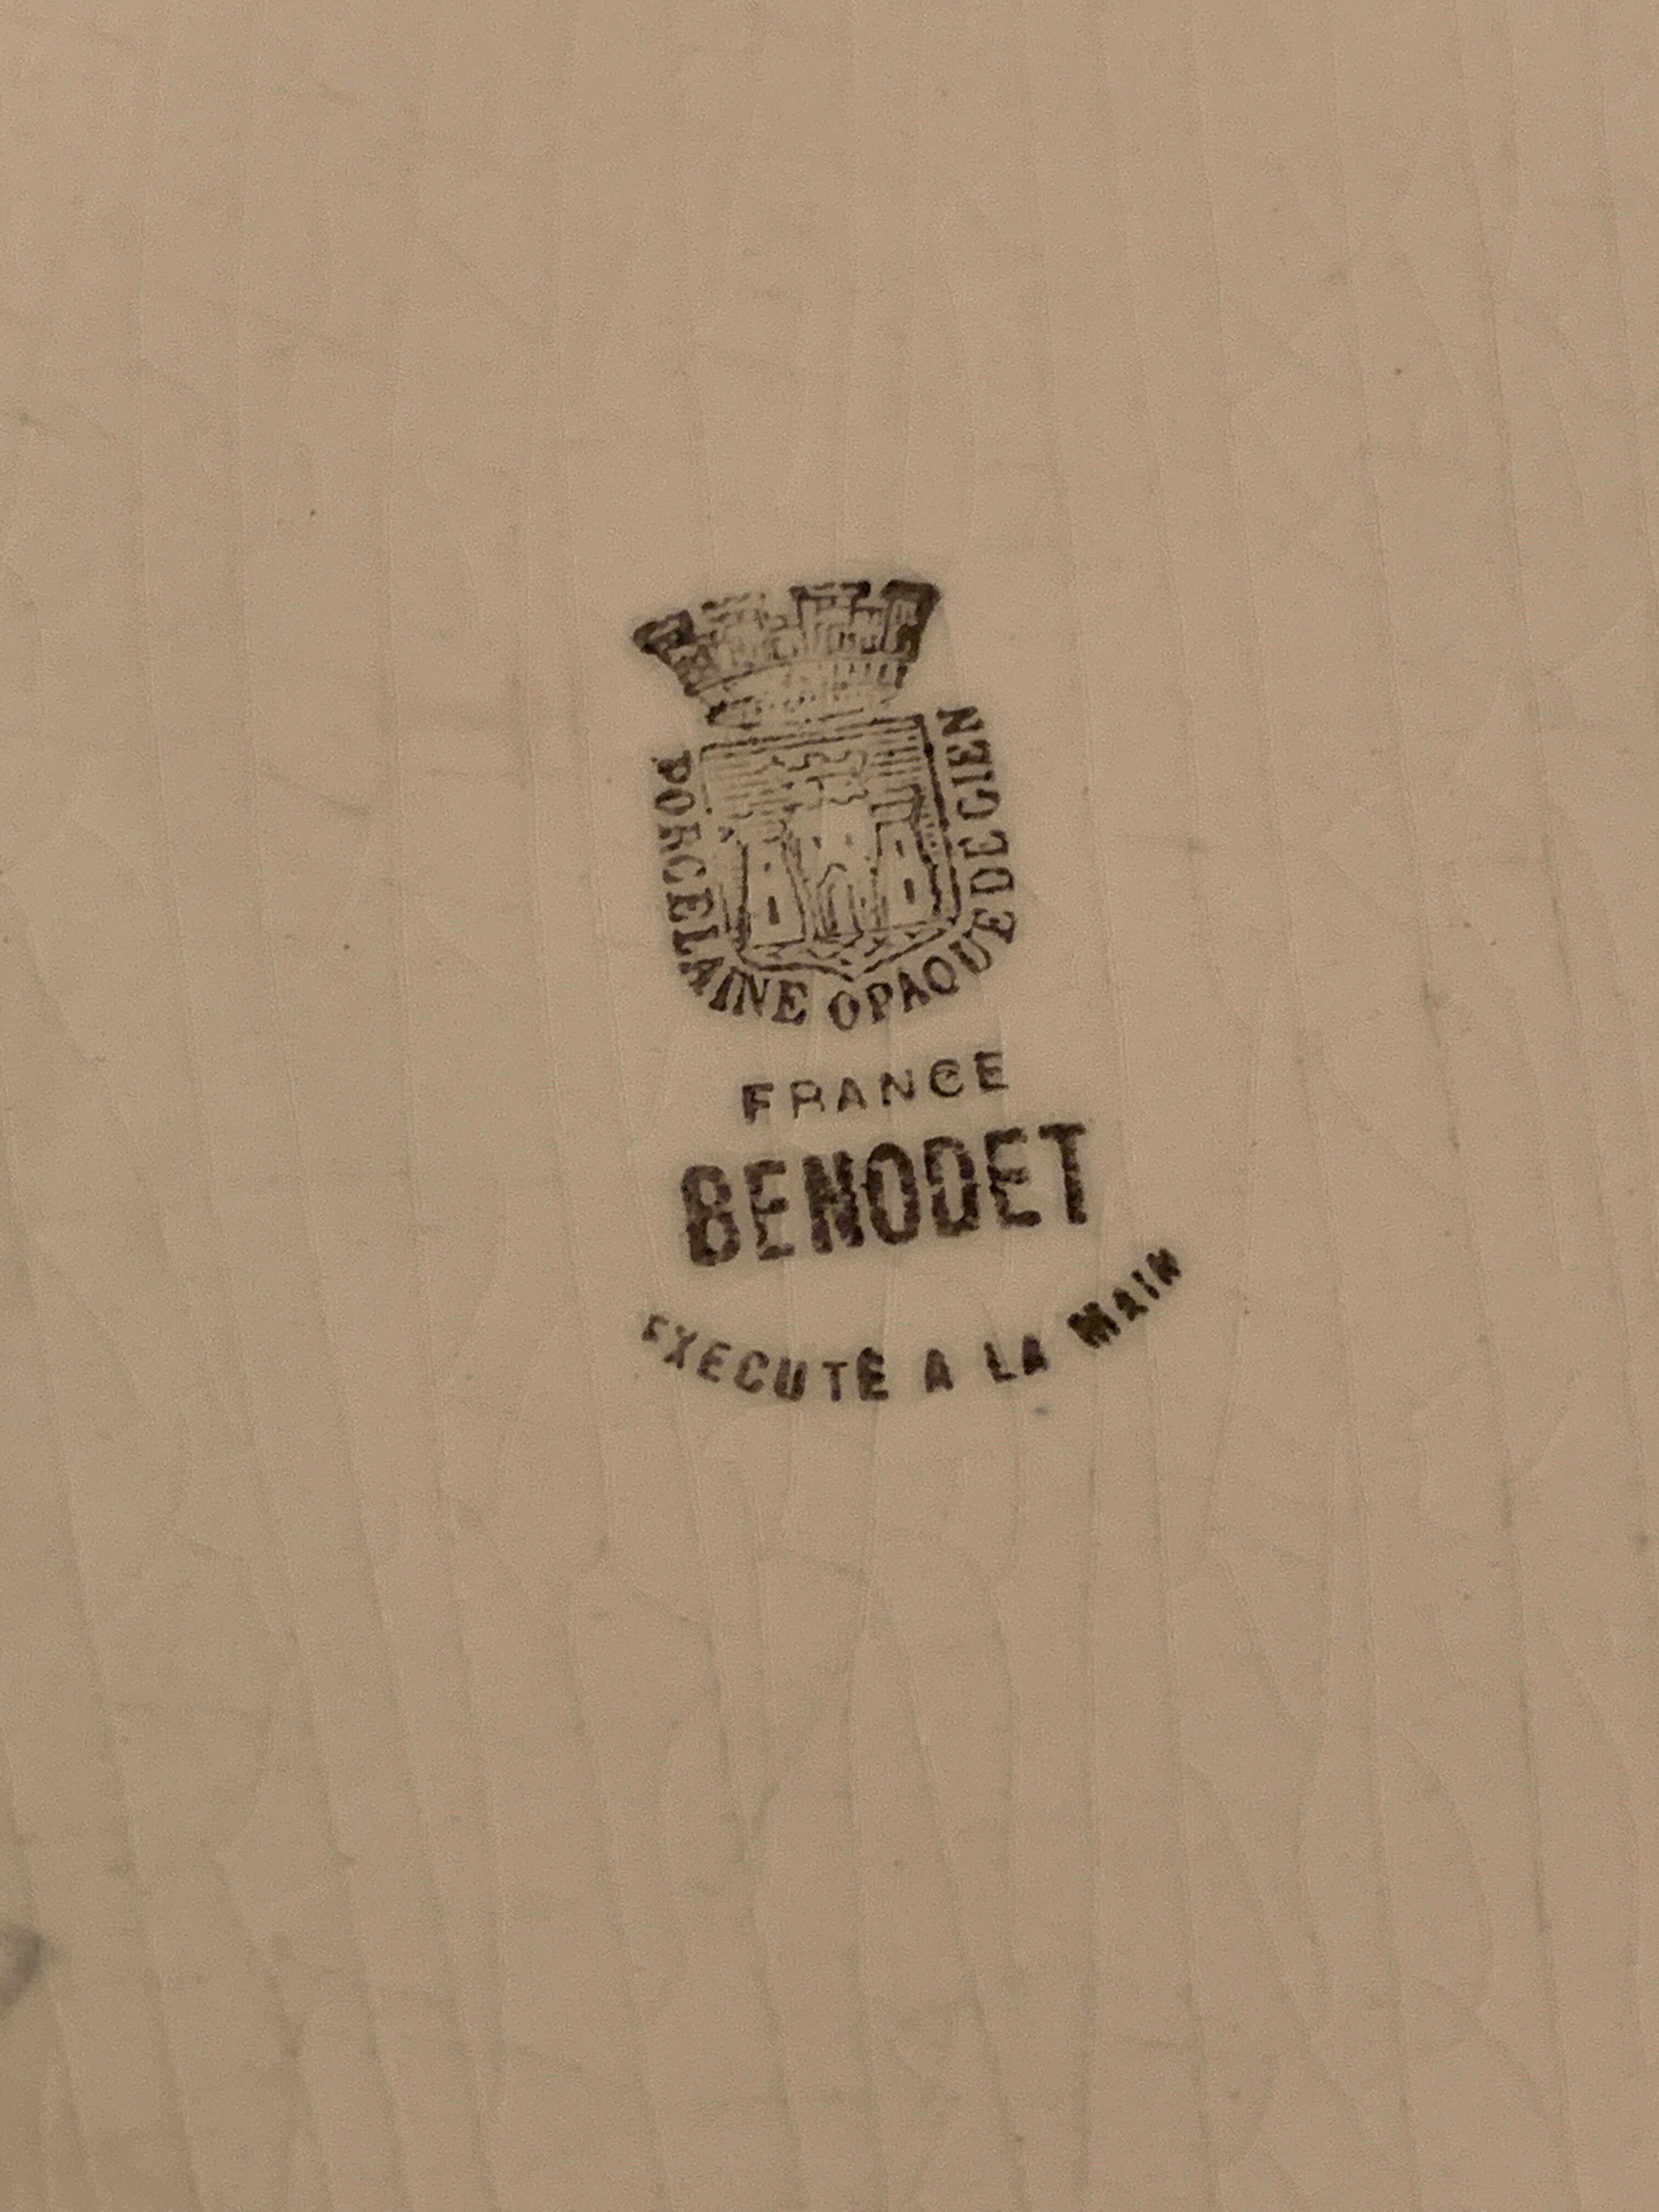 PORCELAINE OPAQUE DE GIEN
FRANCE
BENODET
EXECUTÉ A LA MAIN